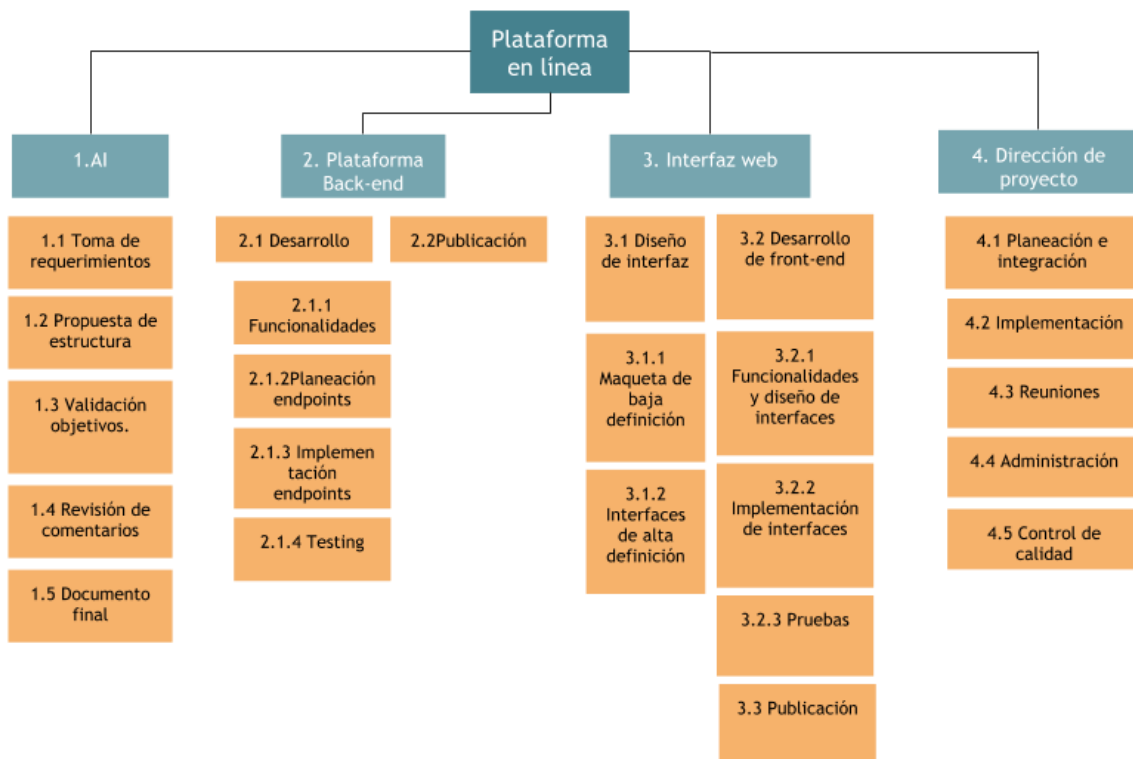 Plataforma
en línea
1.AI
2. Plataforma
Back-end
3. Interfaz web
4. Dirección de
proyecto
1.1 Toma de
requerimientos
1.2 Propuesta de
estructura
1.3 Validación
objetivos.
1.4 Revisión de
comentarios
1.5 Documento
final
2.1 Desarrollo
2.1.1
Funcionalidades
2.1.2Planeación
endpoints
2.1.3 Implemen
tación
endpoints
2.1.4 Testing
2.2Publicación
3.1 Diseño
de interfaz
3.1.1
Maqueta de
baja
definición
3.1.2
Interfaces
de alta
definición
3.2 Desarrollo
de front-end
3.2.1
Funcionalidades
y diseño de
interfaces
3.2.2
Implementación
de interfaces
3.2.3 Pruebas
3.3 Publicación
4.1 Planeación e
integración
4.2 Implementación
4.3 Reuniones
4.4 Administración
4.5 Control de
calidad